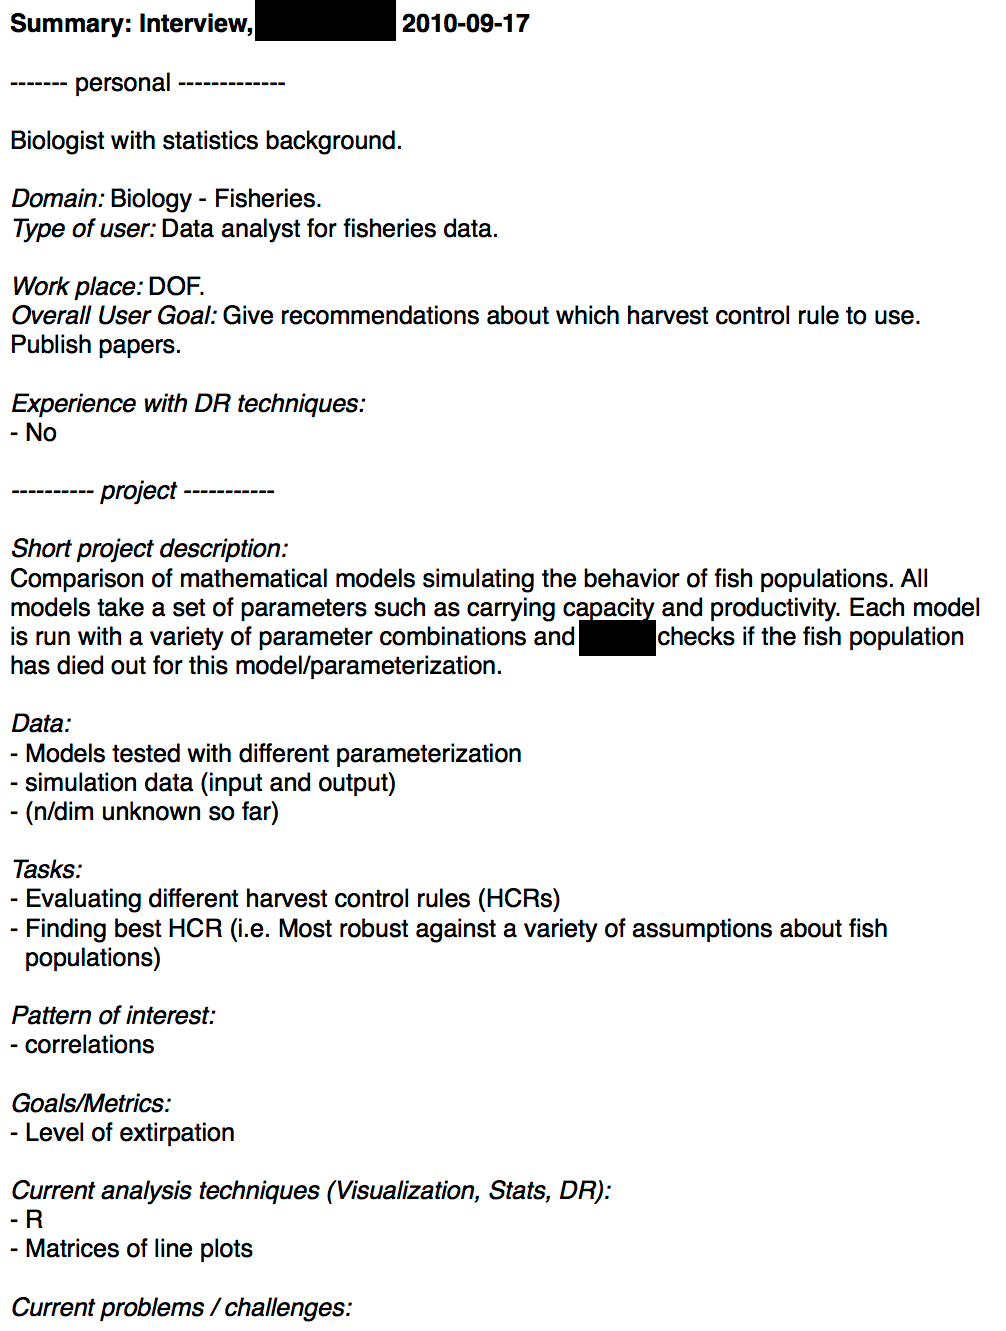 Summary: Interview, 2010-09-17
------- personal -------------
Biologist with statistics background.
Domain: Biology - Fisheries.
Type of user: Data analyst for fisheries data.
Work place: DOF.
Overall User Goal: Give recommendations about which harvest control rule to use.
Publish papers.
Experience with DR techniques:
- No
---------- project -----------
Short project description:
Comparison of mathematical models simulating the behavior of fish populations. All
models take a set of parameters such as carrying capacity and productivity. Each model
is run with a variety of parameter combinations and checks if the fish population
has died out for this model/parameterization.
Data:
- Models tested with different parameterization
- simulation data (input and output)
- (n/dim unknown so far)
Tasks:
- Evaluating different harvest control rules (HCRs)
- Finding best HCR (i.e. Most robust against a variety of assumptions about fish
populations)
Pattern of interest:
- correlations
Goals/Metrics:
- Level of extirpation
Current analysis techniques (Visualization, Stats, DR):
- R
- Matrices of line plots
Current problems / challenges: